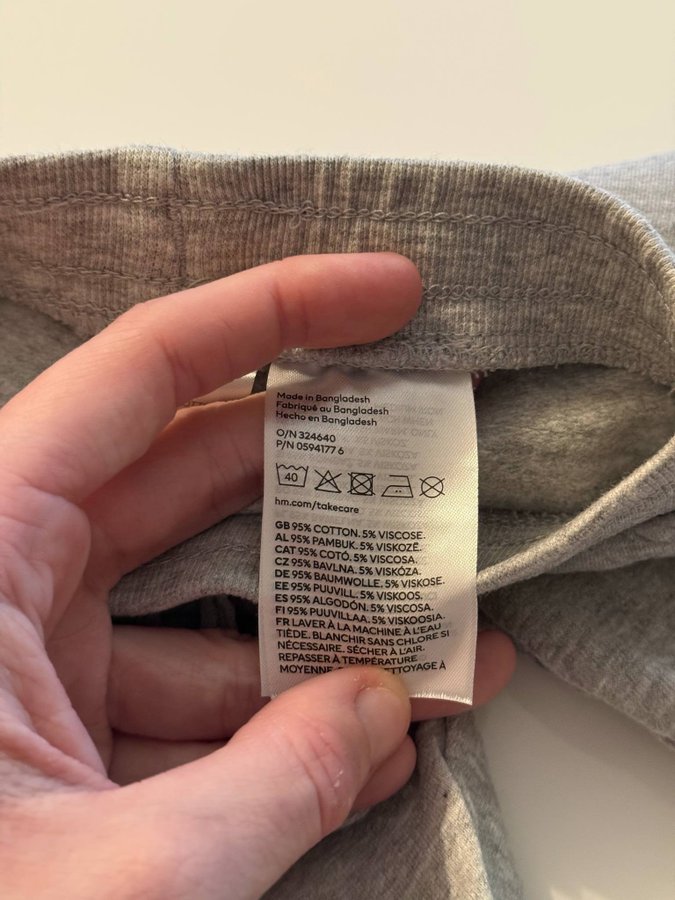 Made in Bangladesh
Fabriqué au Bangladesh
Hecho en Bangladesh
O/N 324640
P/N 0594177 6
40
hm.com/takecare
GB 95% COTTON. 5% VISCOSE.
AL 95% PAMBUK. 5% VISKOZË.
CAT 95% COTÓ. 5% VISCOSA.
CZ 95% BAVLNA. 5% VISKÓZA.
DE 95% BAUMWOLLE. 5% VISKOSE.
EE 95% PUUVILL. 5% VISKOOS.
ES 95% ALGODÓN. 5% VISCOSA.
FI 95% PUUVILLAA. 5% VISKOOSIA.
FR LAVER À LA MACHINE À L'EAU
TIÈDE. BLANCHIR SANS CHLORE SI
NÉCESSAIRE. SÉCHER À L'AIR.
REPASSER À TEMPÉRATURE
MOYENNE. À